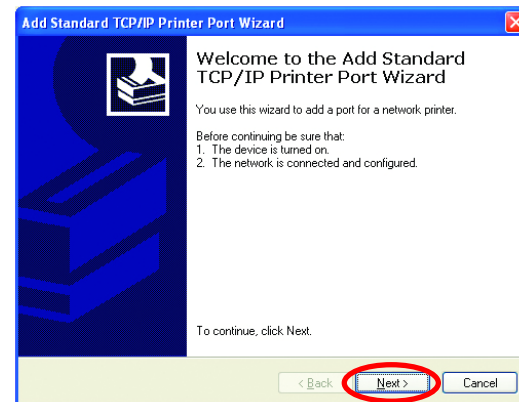 Add Standard TCP/IP Printer Port Wizard
Welcome to the Add Standard
TCP/IP Printer Port Wizard
You use this wizard to add a port for a network printer.
Before continuing be sure that:
1. The device is turned on.
2. The network is connected and configured.
To continue, click Next.
< Back
Next >
Cancel